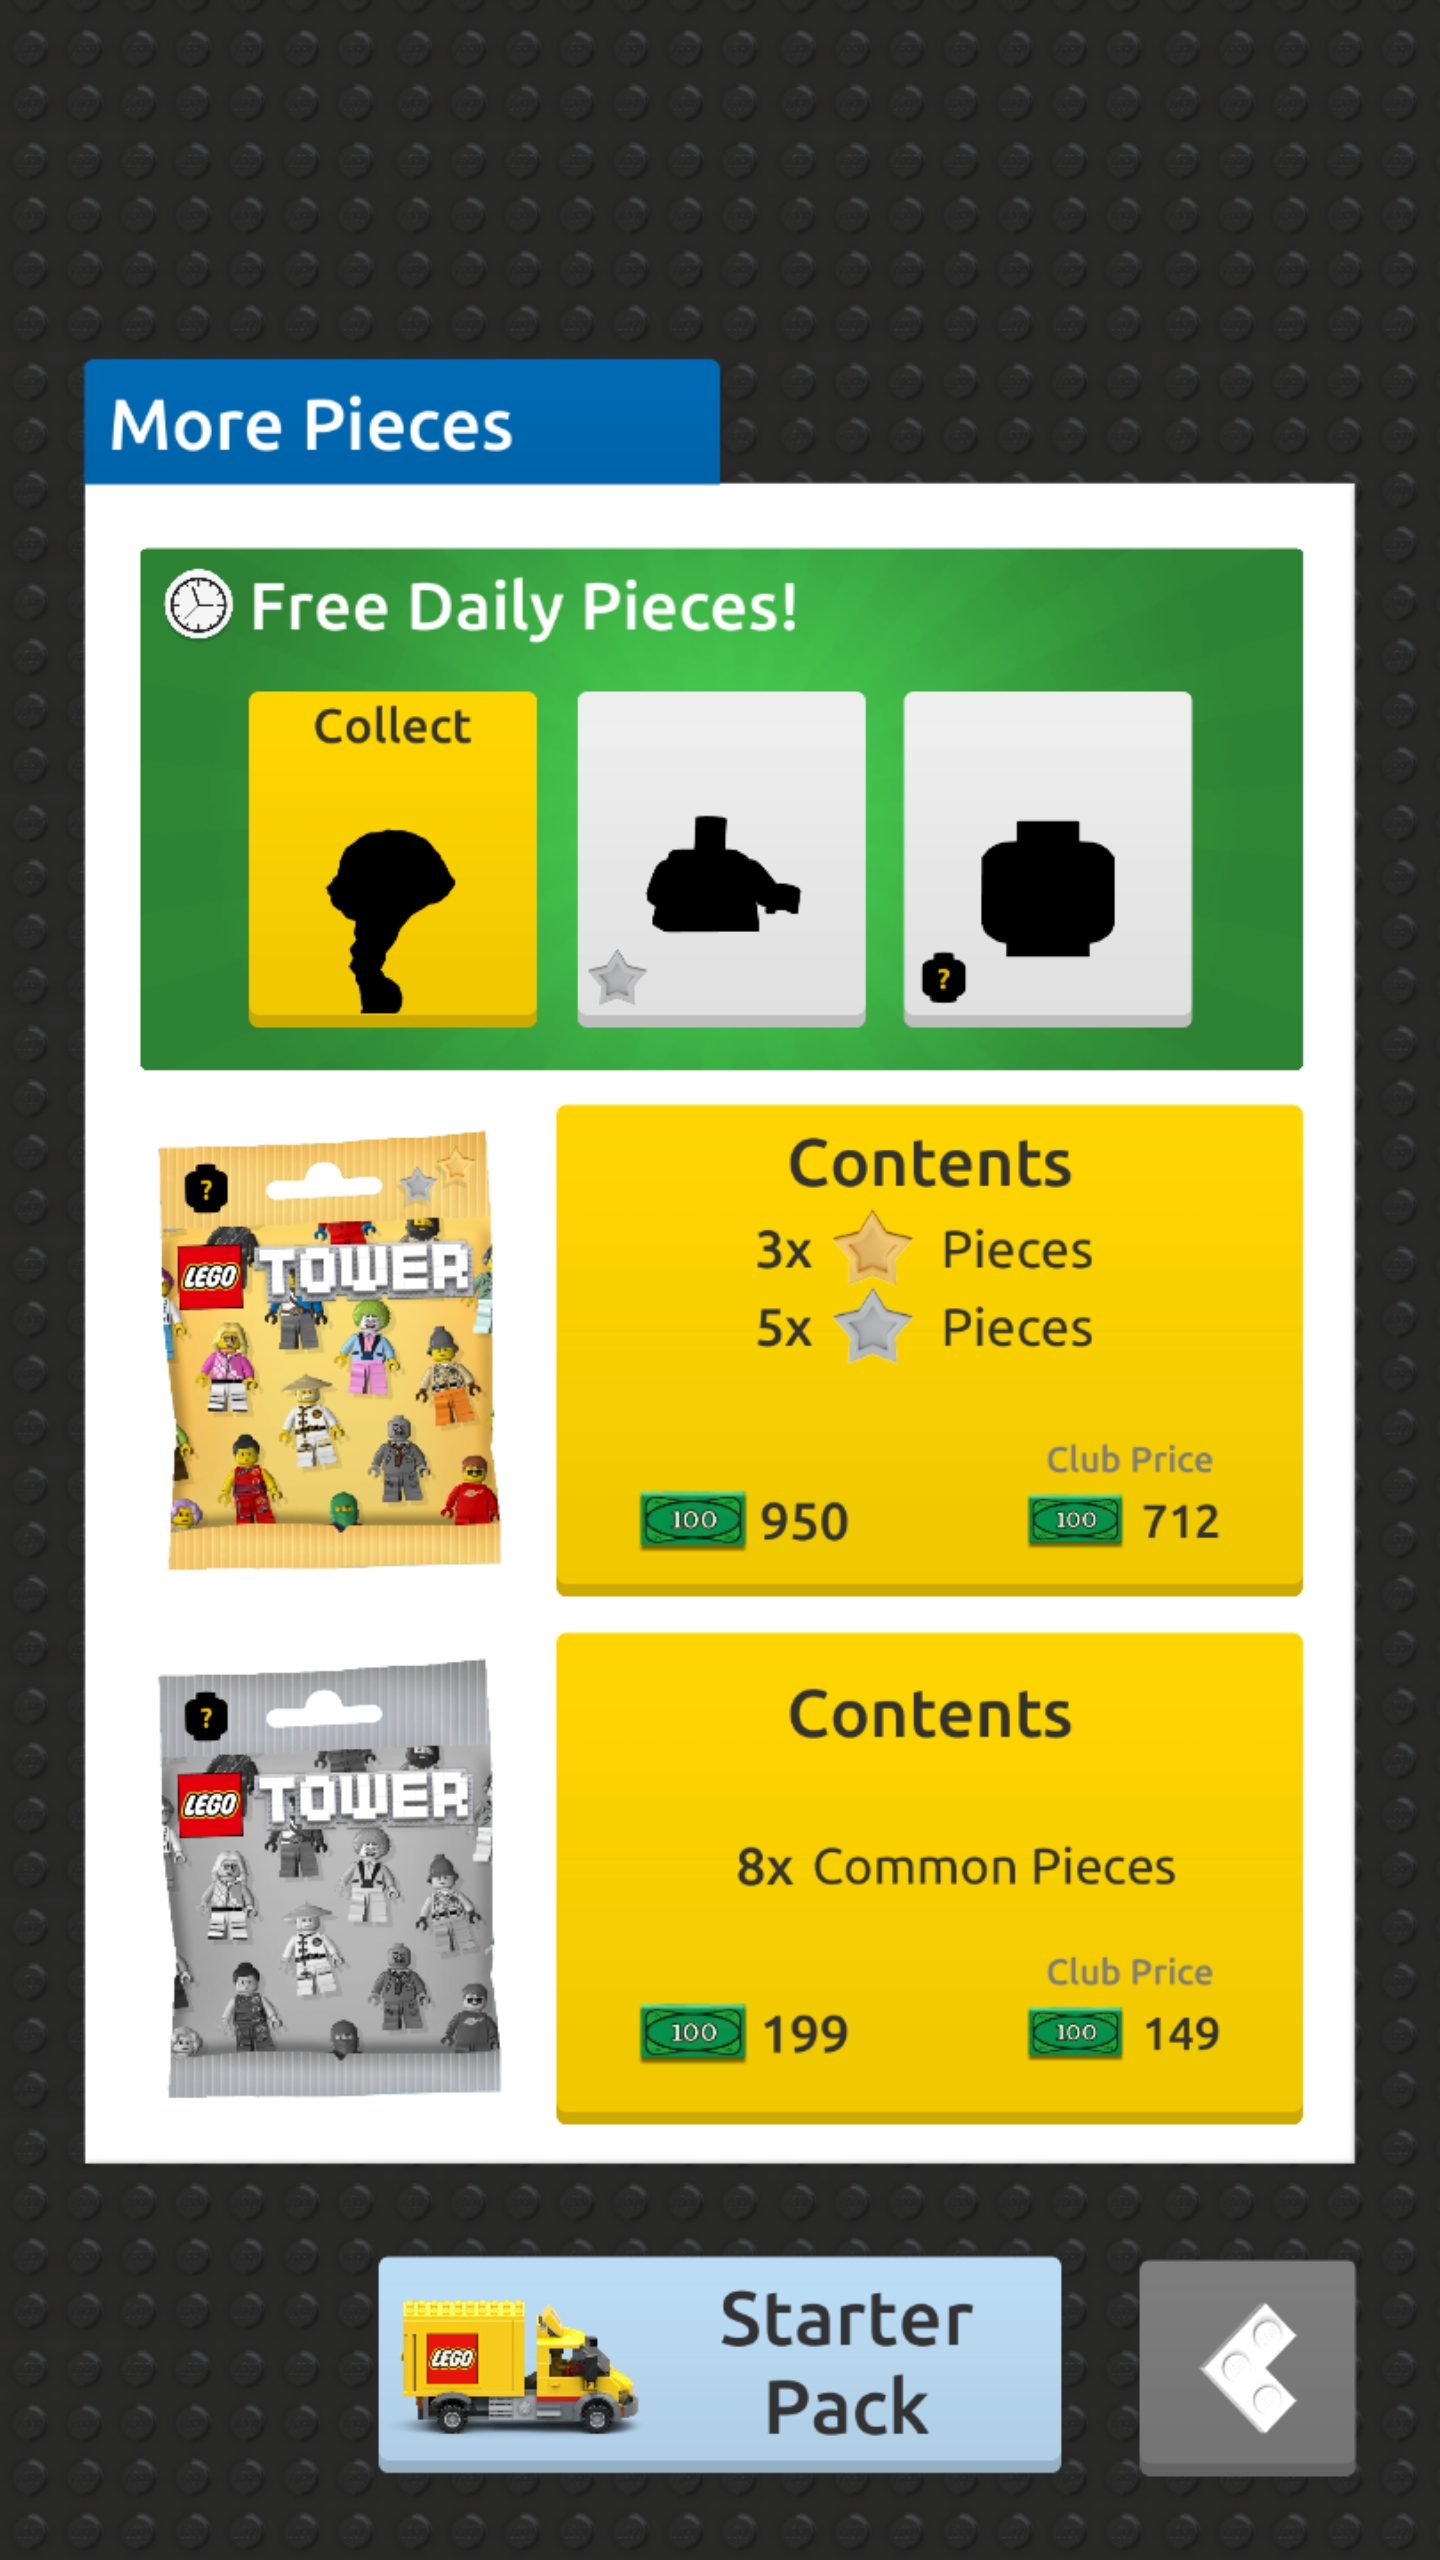 More Pieces
Free Daily Pieces!
Collect
?
?
LEGO TOWER
Contents
3x Pieces
5x Pieces
Club Price
100 950
100 712
?
LEGO TOWER
Contents
8x Common Pieces
Club Price
100 199
100 149
LEGO
Starter
Pack